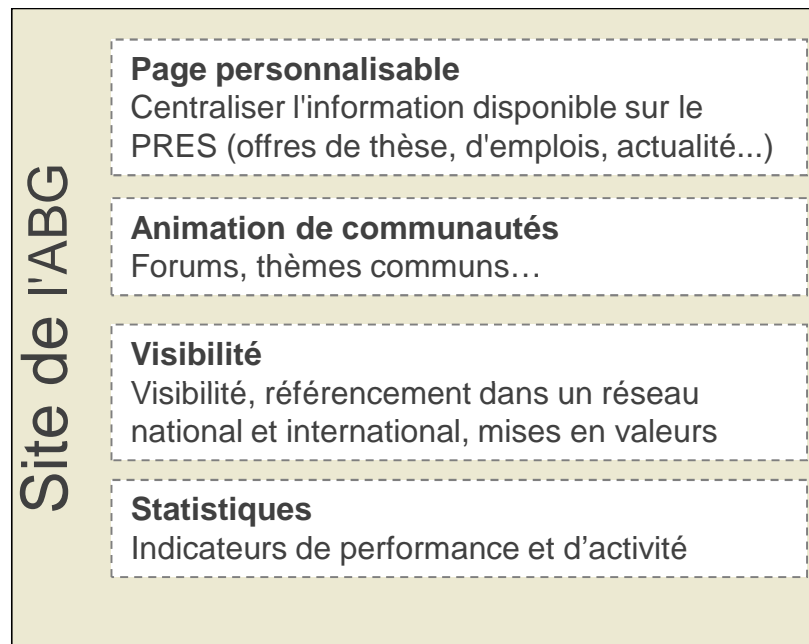 Site de l'ABG
Page personnalisable
Centraliser l'information disponible sur le
PRES (offres de thèse, d'emplois, actualité...)
Animation de communautés
Forums, thèmes communs…
Visibilité
Visibilité, référencement dans un réseau
national et international, mises en valeurs
Statistiques
Indicateurs de performance et d’activité